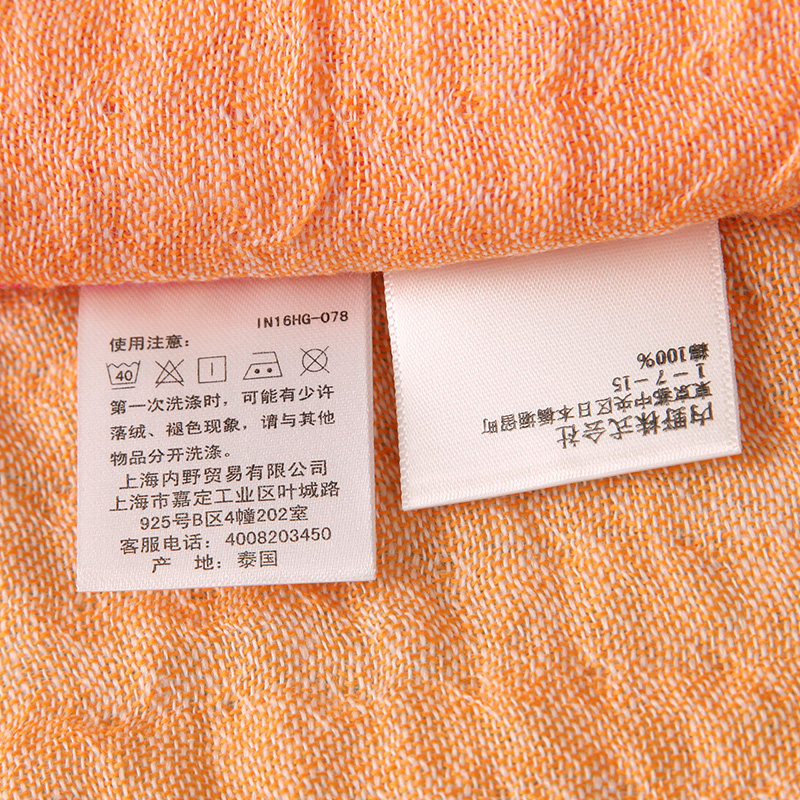 IN16HG-078
使用注意:
40
第一次洗涤时,可能有少许
落绒、褪色现象,请与其他
物品分开洗涤。
上海内野贸易有限公司
上海市嘉定工业区叶城路
925号B区4幢202室
客服电话: 4008203450
产 地: 泰国
綿100%
1-7-15
東京都中央区日本橋堀留町
内野株式会社